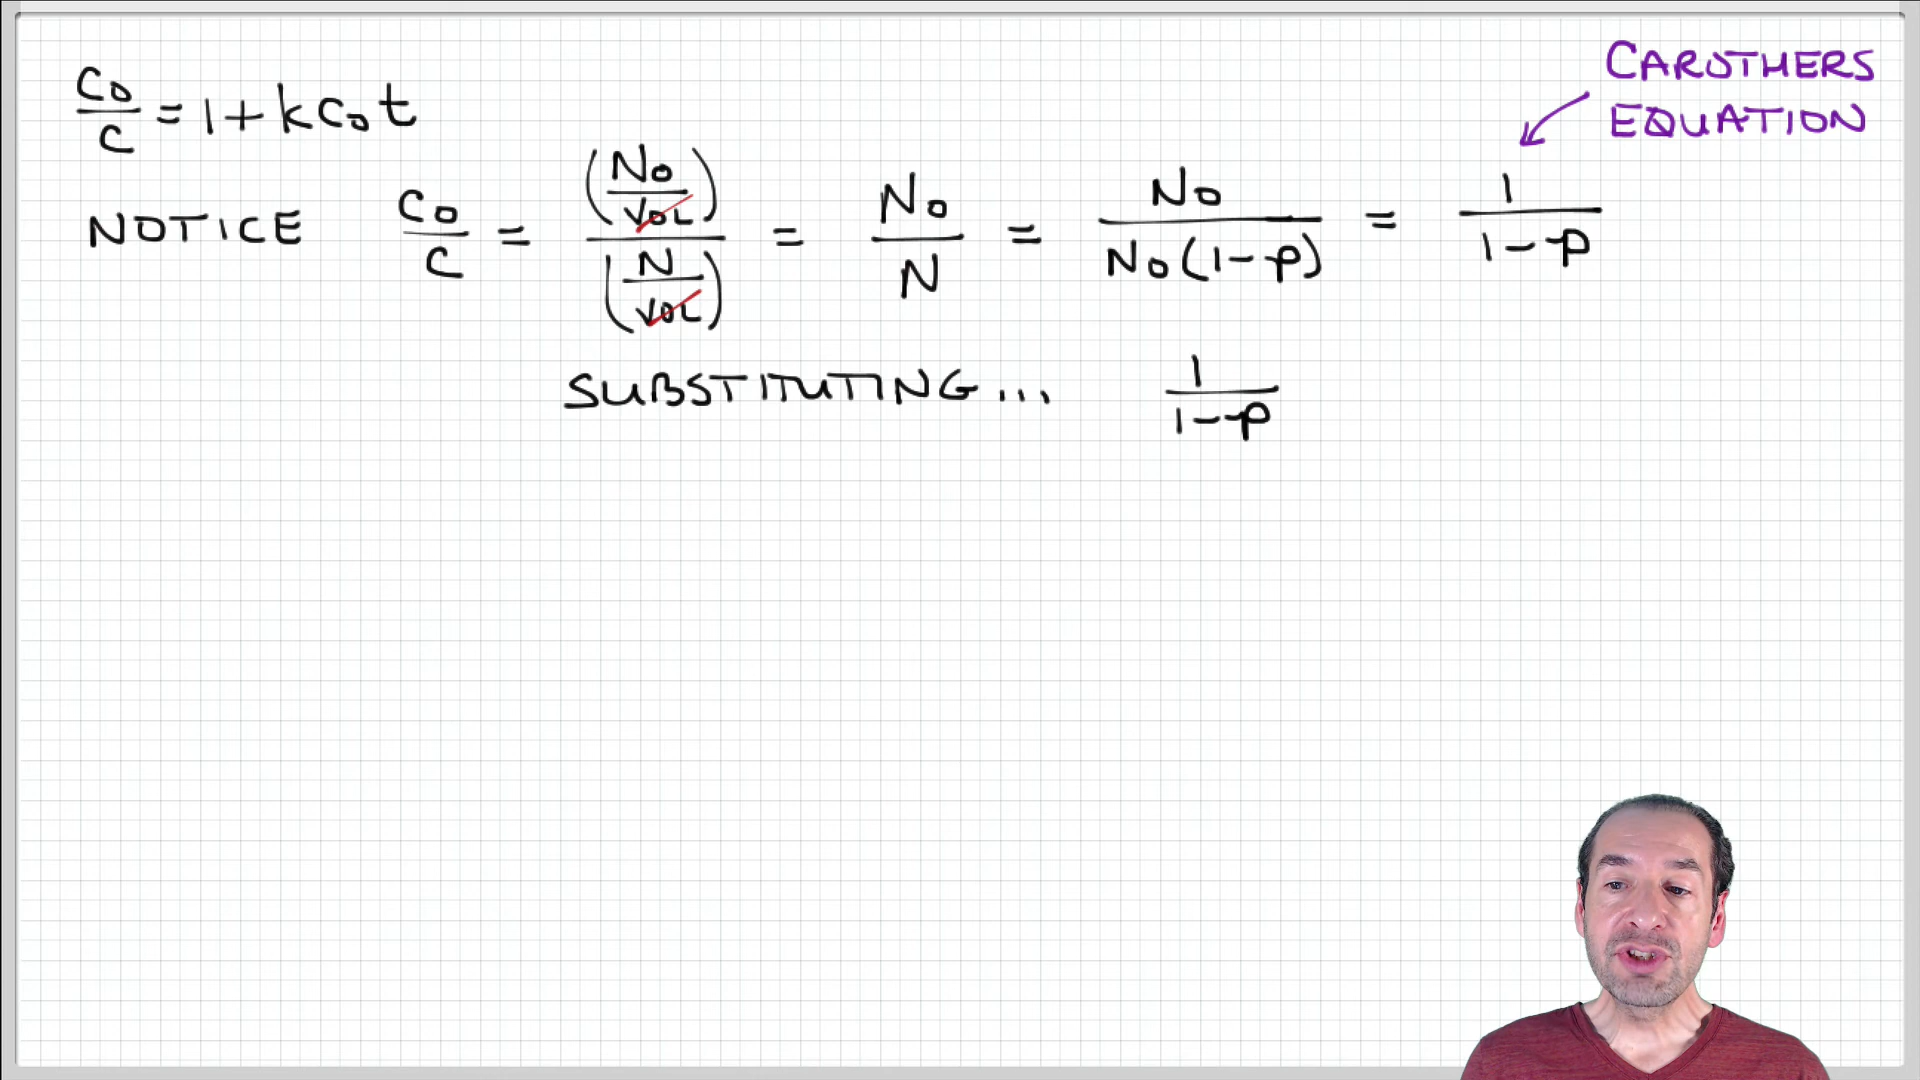 CAROTHERS
EQUATION
C0/C = 1 + kC0t
NOTICE C0/C = (N0/VOL)/(N/VOL) = N0/N = N0/N0(1-p) = 1/1-p
SUBSTITUTING... 1/1-p